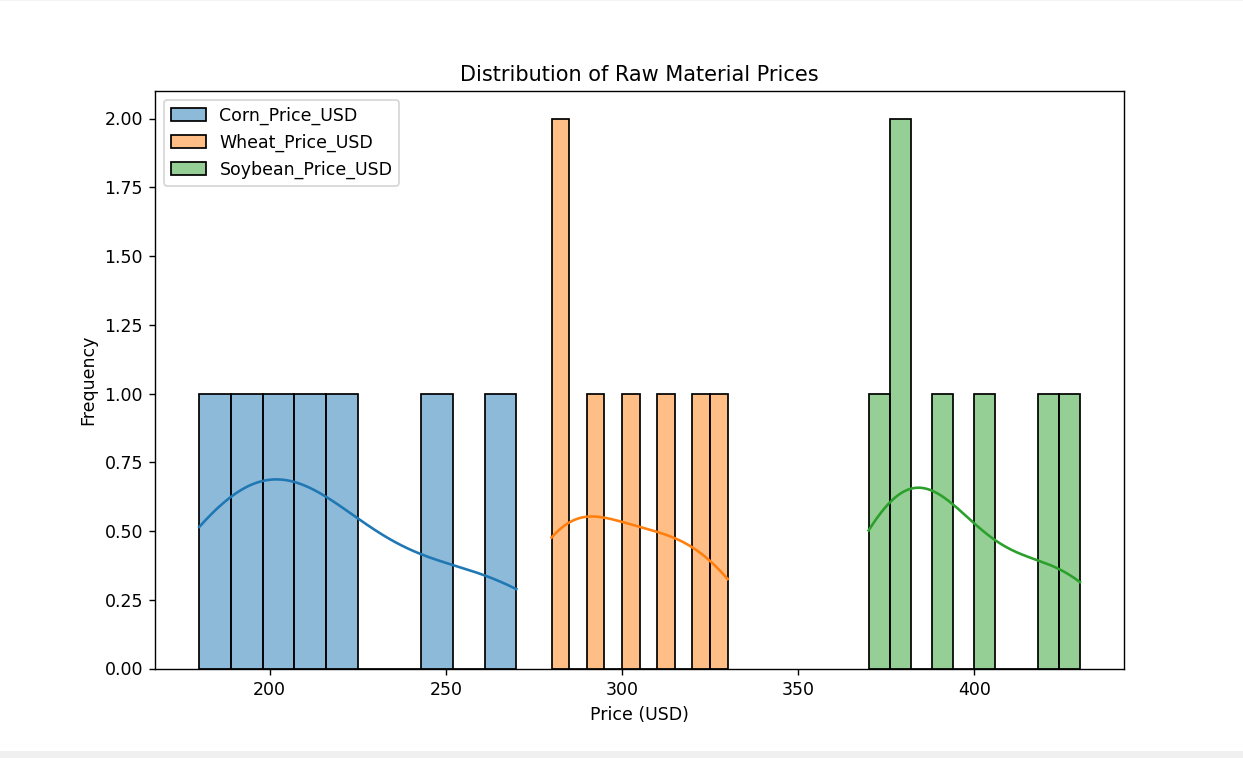 Distribution of Raw Material Prices
Corn_Price_USD
Wheat_Price_USD
Soybean_Price_USD
Frequency
2.00
1.75
1.50
1.25
1.00
0.75
0.50
0.25
0.00
200 250 300 350 400
Price (USD)